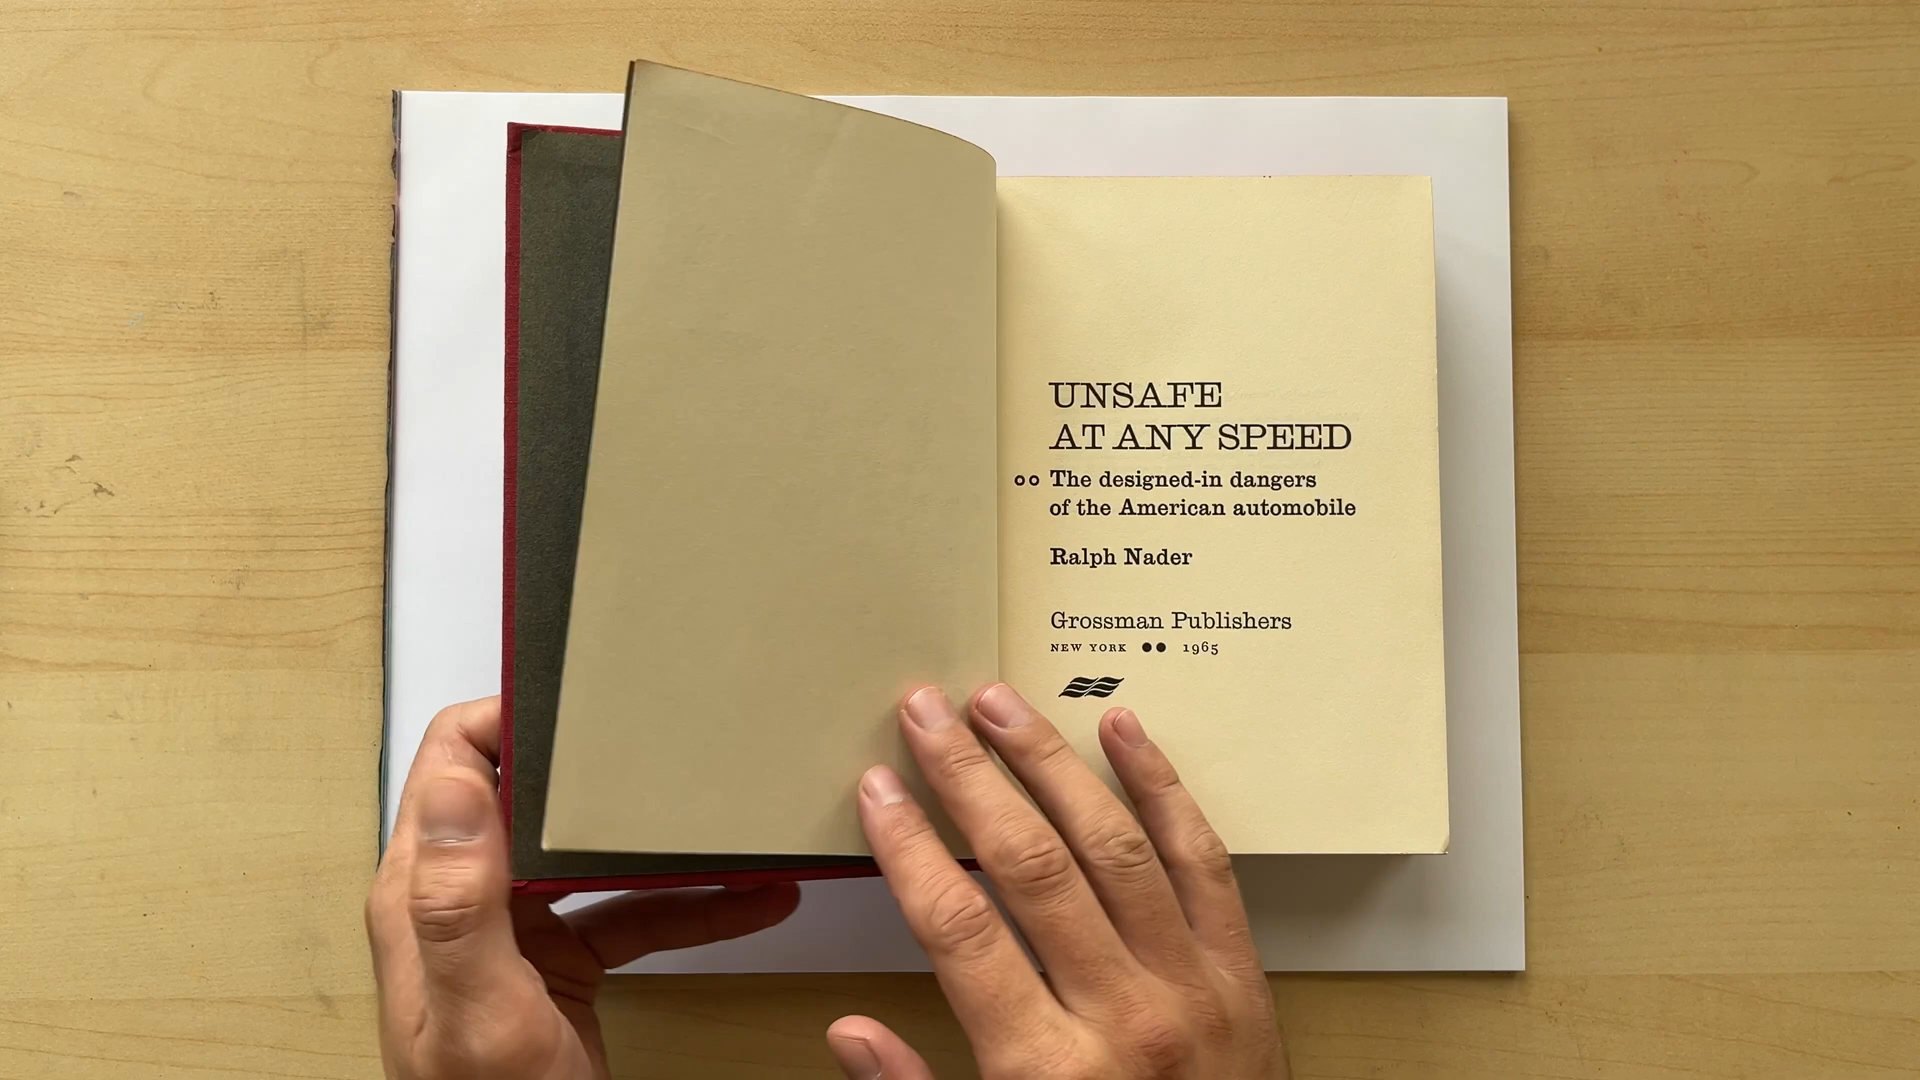 UNSAFE
AT ANY SPEED
The designed-in dangers
of the American automobile
Ralph Nader
Grossman Publishers
NEW YORK ●● 1965